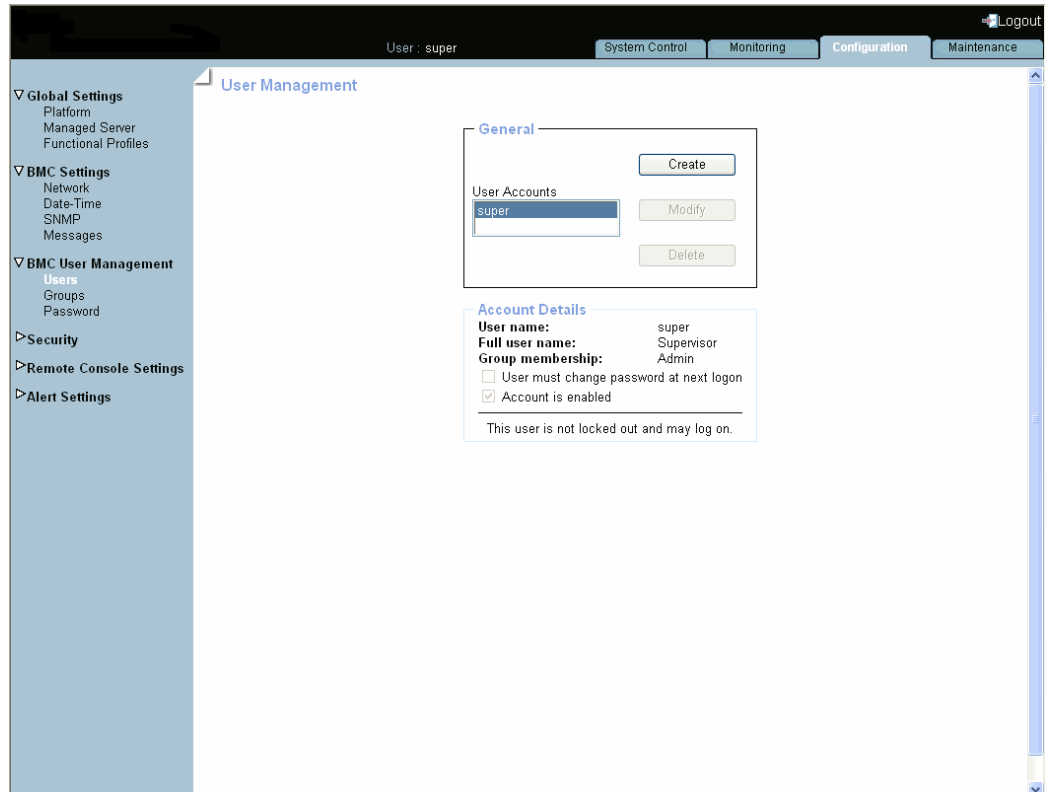 Logout
User : super
System Control
Monitoring
Configuration
Maintenance
Global Settings
Platform
Managed Server
Functional Profiles
BMC Settings
Network
Date-Time
SNMP
Messages
BMC User Management
Users
Groups
Password
Security
Remote Console Settings
Alert Settings
User Management
General
Create
User Accounts
super
Modify
Delete
Account Details
User name: super
Full user name: Supervisor
Group membership: Admin
User must change password at next logon
Account is enabled
This user is not locked out and may log on.